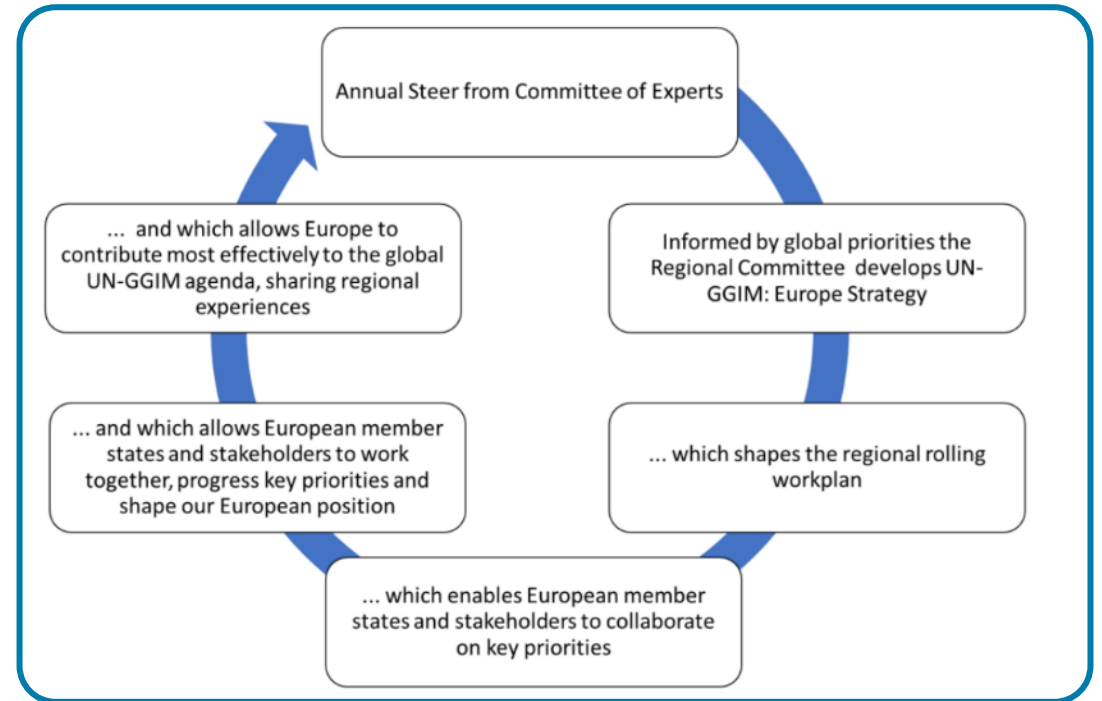 Annual Steer from Committee of Experts
Informed by global priorities the
Regional Committee develops UN-
GGIM: Europe Strategy
... which shapes the regional rolling
workplan
... which enables European member
states and stakeholders to collaborate
on key priorities
... and which allows European member
states and stakeholders to work
together, progress key priorities and
shape our European position
... and which allows Europe to
contribute most effectively to the global
UN-GGIM agenda, sharing regional
experiences